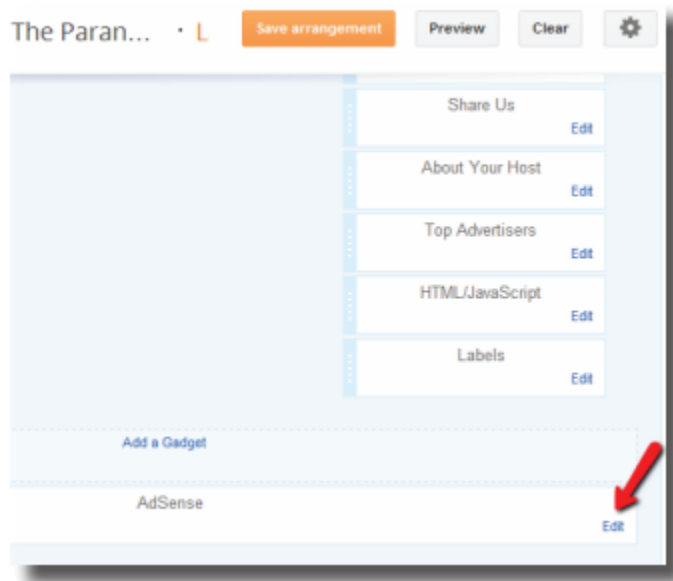 The Paran... · L Save arrangement Preview Clear
Share Us
Edit
About Your Host
Edit
Top Advertisers
Edit
HTML/JavaScript
Edit
Labels
Edit
Add a Gadget
AdSense
Edit